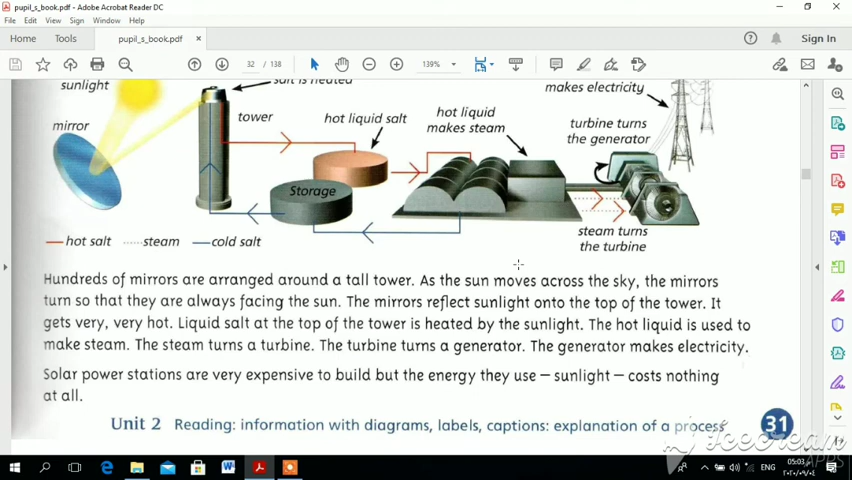 pupil_s_book.pdf - Adobe Acrobat Reader DC
File Edit View Sign Window Help
Home Tools pupil_s_book.pdf × Sign In
32 / 138 139%
sunlight
salt is heated
makes electricity
mirror
tower
hot liquid salt
hot liquid
makes steam
turbine turns
the generator
Storage
steam turns
the turbine
hot salt steam cold salt
Hundreds of mirrors are arranged around a tall tower. As the sun moves across the sky, the mirrors
turn so that they are always facing the sun. The mirrors reflect sunlight onto the top of the tower. It
gets very, very hot. Liquid salt at the top of the tower is heated by the sunlight. The hot liquid is used to
make steam. The steam turns a turbine. The turbine turns a generator. The generator makes electricity.
Solar power stations are very expensive to build but the energy they use – sunlight – costs nothing
at all.
Unit 2 Reading: information with diagrams, labels, captions: explanation of a process
31
Icecream
APPS
ENG